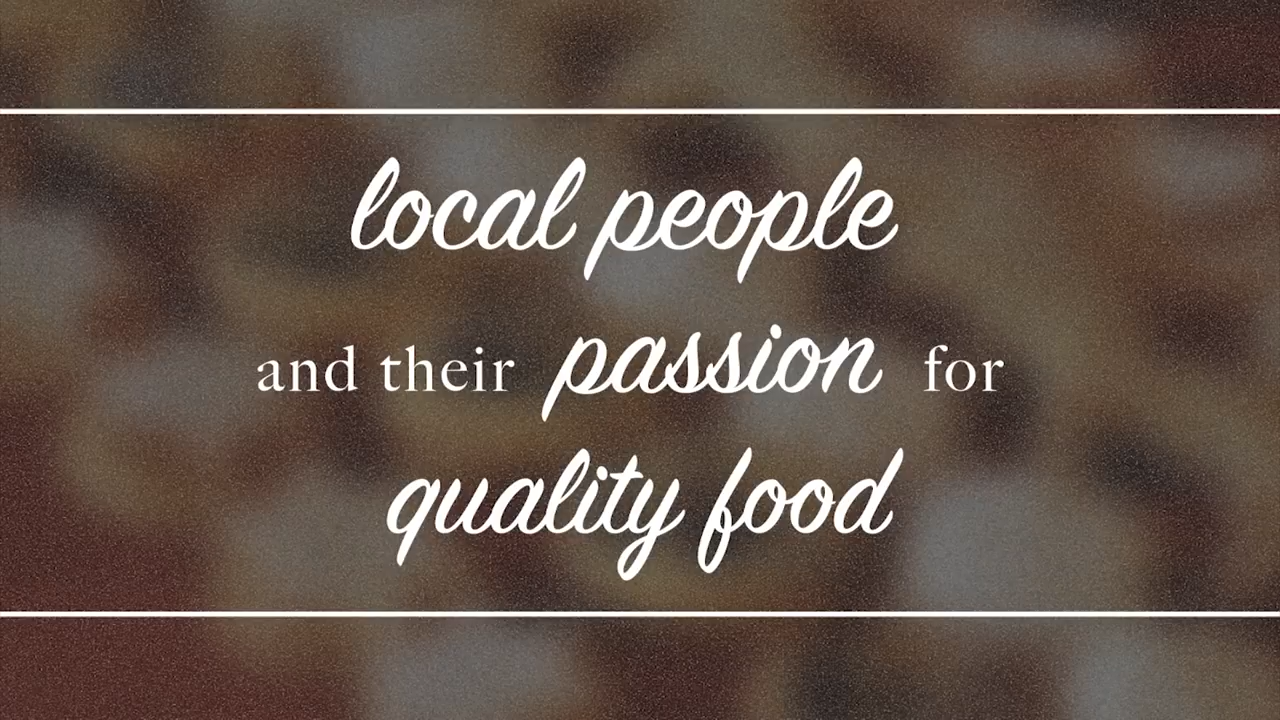 local people
and their passion for
quality food